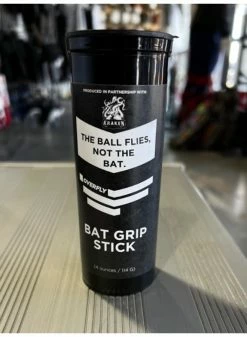 PRODUCED IN PARTNERSHIP WITH
KRAKEN
THE BALL FLIES,
NOT THE
BAT.
OVERFLY
BAT GRIP
STICK